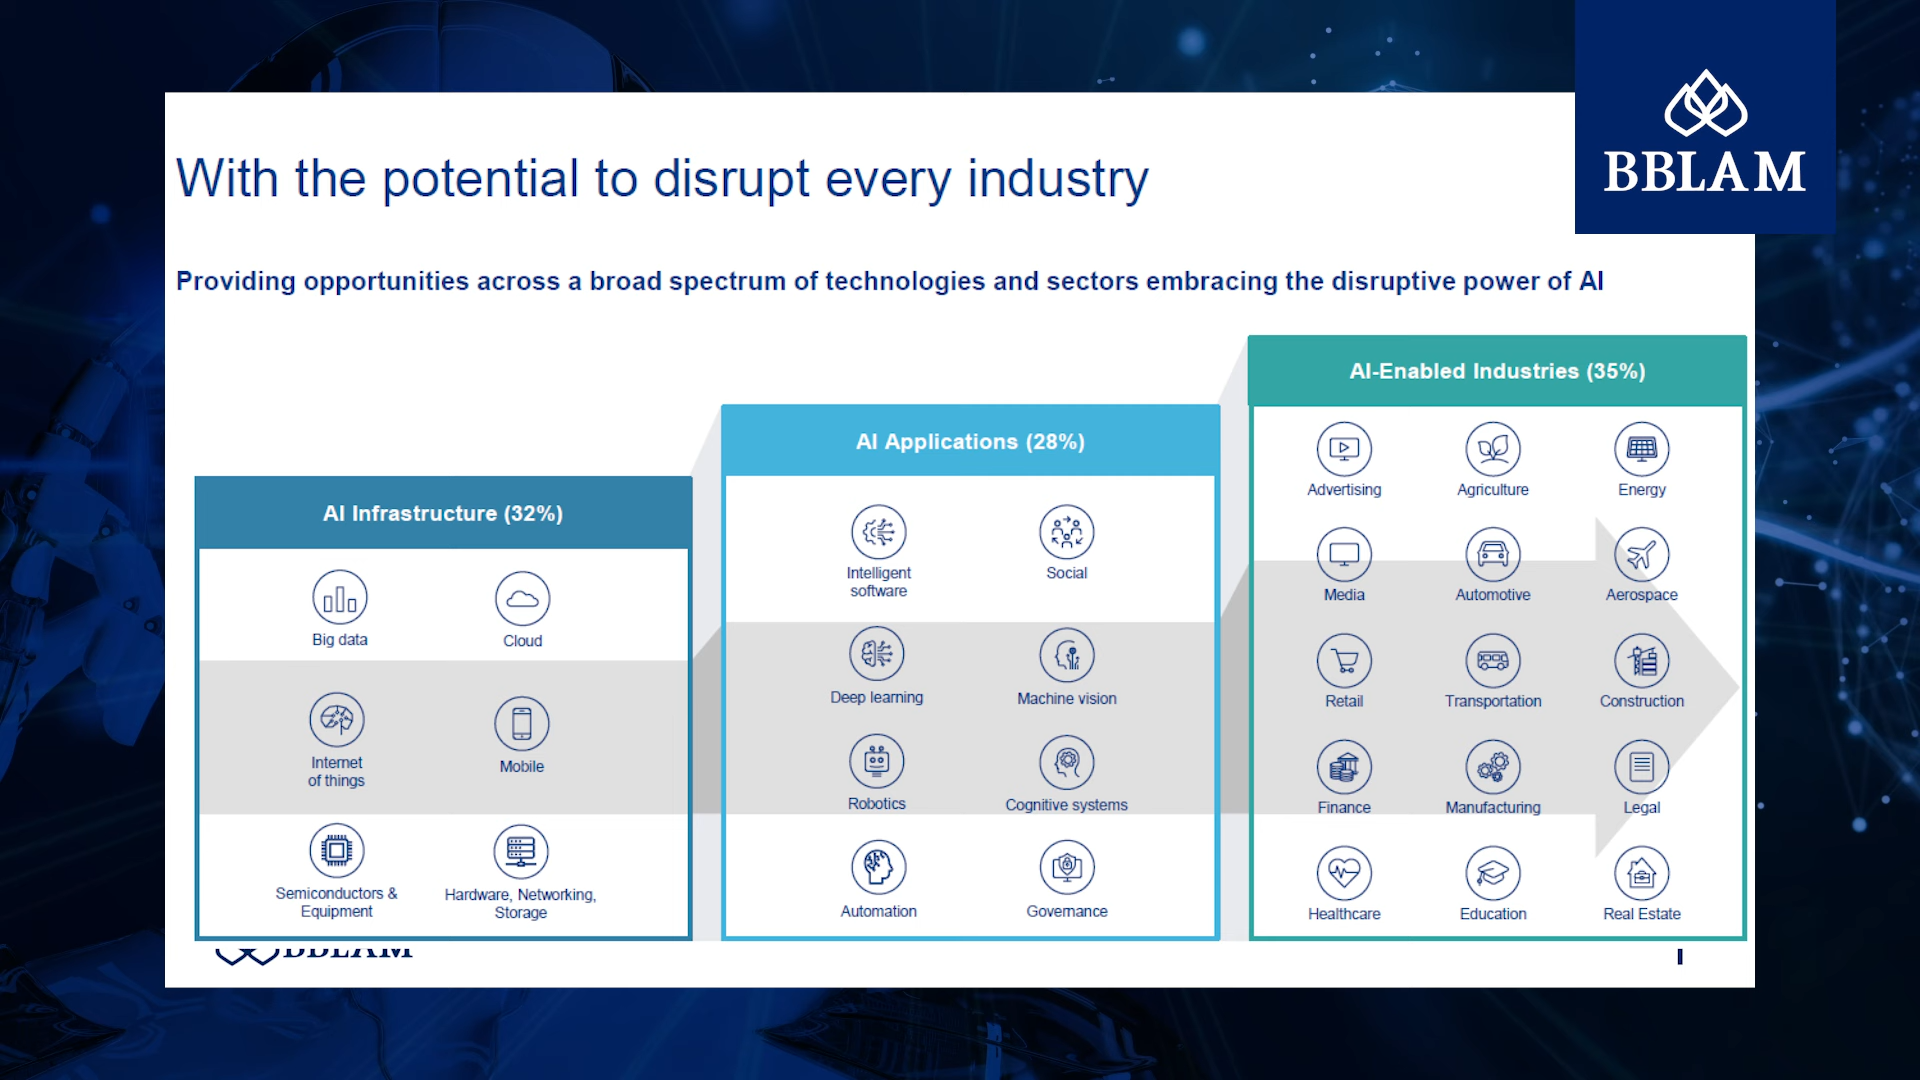 BBLAM
With the potential to disrupt every industry
Providing opportunities across a broad spectrum of technologies and sectors embracing the disruptive power of AI
AI Infrastructure (32%)
Big data
Cloud
Internet
of things
Mobile
Semiconductors &
Equipment
Hardware, Networking,
Storage
AI Applications (28%)
Intelligent
software
Social
Deep learning
Machine vision
Robotics
Cognitive systems
Automation
Governance
AI-Enabled Industries (35%)
Advertising
Agriculture
Energy
Media
Automotive
Aerospace
Retail
Transportation
Construction
Finance
Manufacturing
Legal
Healthcare
Education
Real Estate
BBLAM